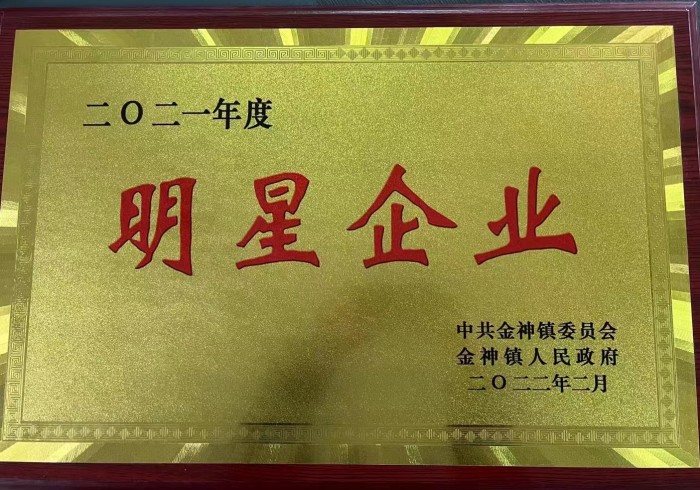 二〇二一年度
明星企业
中共金神镇委员会
金神镇人民政府
二〇二二年二月